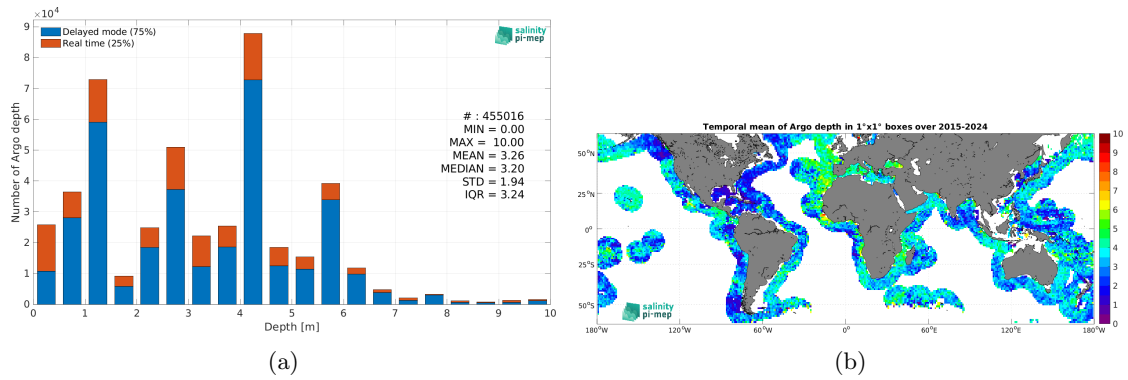 ×10⁴
Delayed mode (75%)
Real time (25%)
salinity
pi-mep
9
8
7
6
5
4
3
2
1
0
Number of Argo depth
# : 455016
MIN = 0.00
MAX = 10.00
MEAN = 3.26
MEDIAN = 3.20
STD = 1.94
IQR = 3.24
0 1 2 3 4 5 6 7 8 9 10
Depth [m]
(a)
Temporal mean of Argo depth in 1°x1° boxes over 2015-2024
50°N
25°N
0°
25°S
50°S
180°W 120°W 60°W 0° 60°E 120°E 180°E
salinity
pi-mep
10
9
8
7
6
5
4
3
2
1
0
(b)